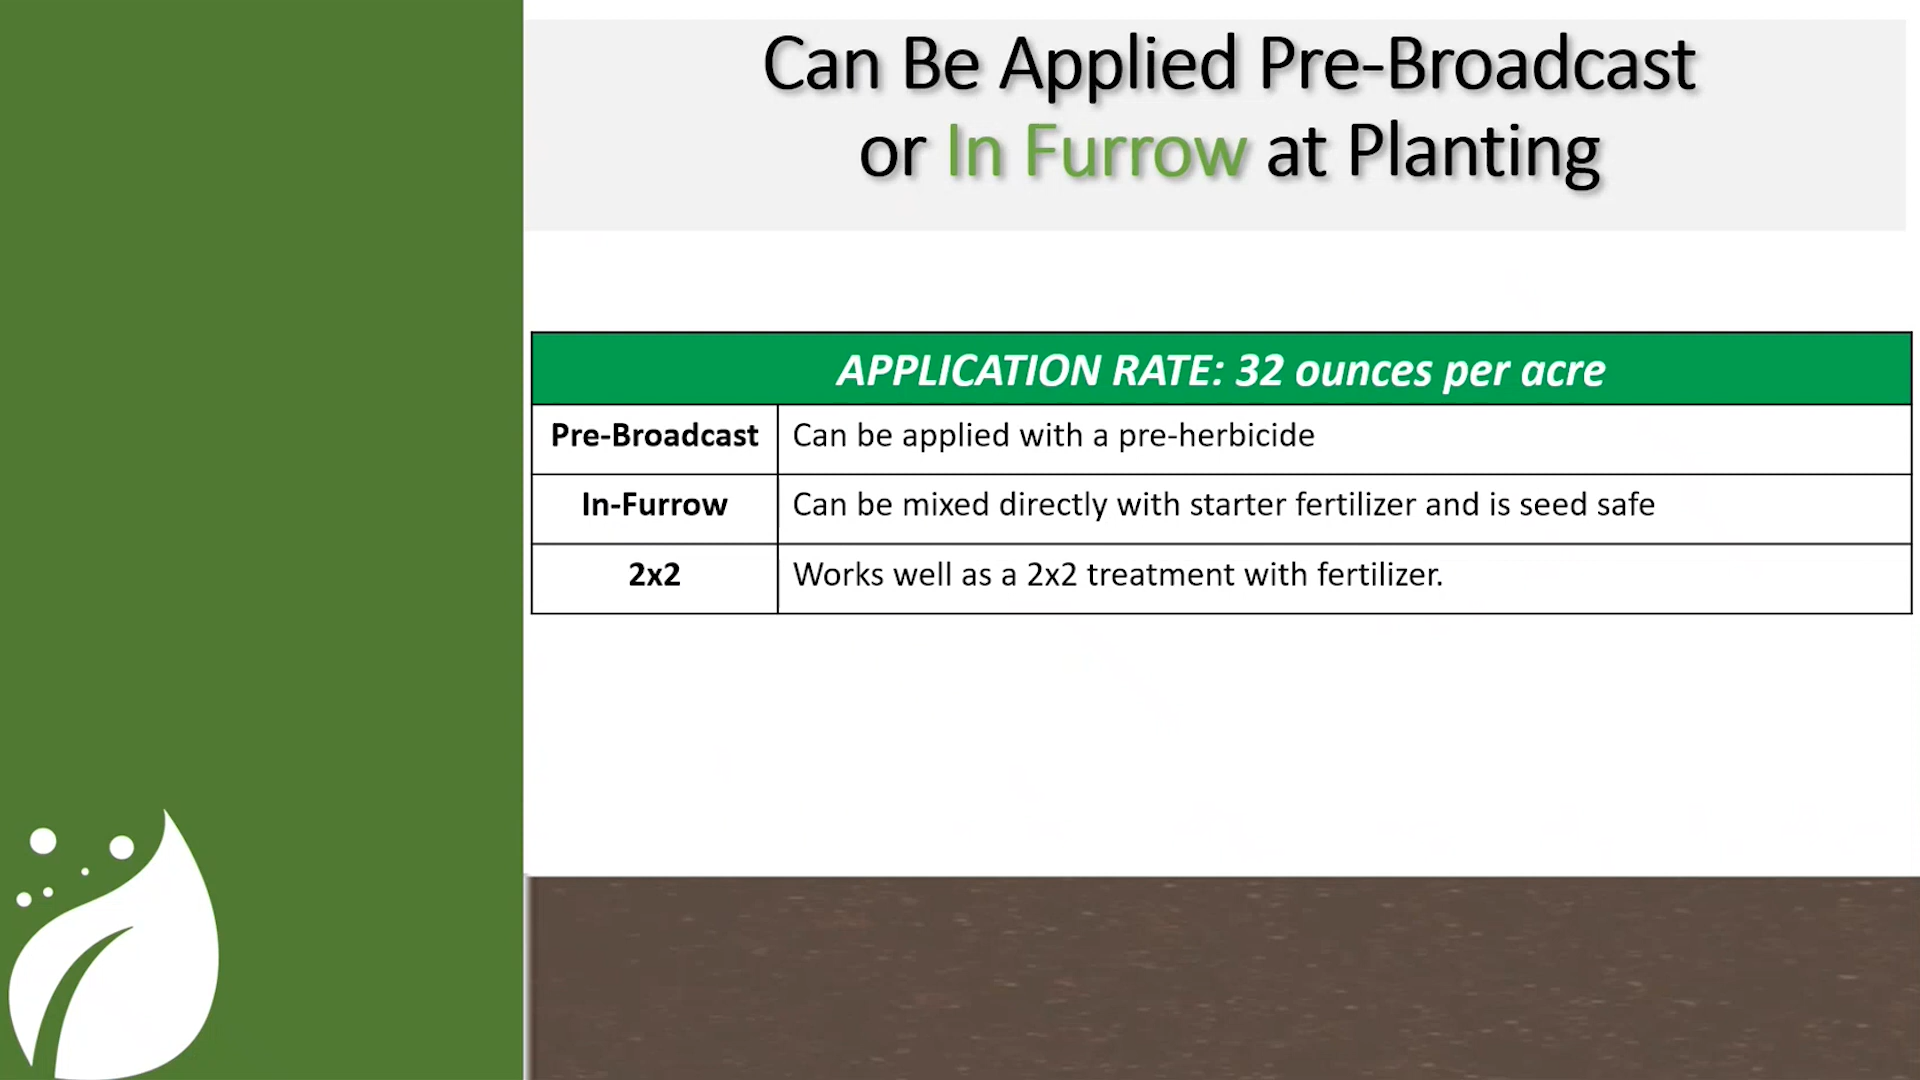 Can Be Applied Pre-Broadcast
or In Furrow at Planting
APPLICATION RATE: 32 ounces per acre
Pre-Broadcast Can be applied with a pre-herbicide
In-Furrow Can be mixed directly with starter fertilizer and is seed safe
2x2 Works well as a 2x2 treatment with fertilizer.